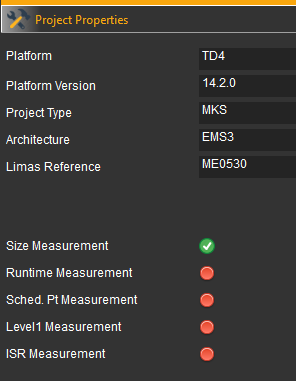 Project Properties
Platform TD4
Platform Version 14.2.0
Project Type MKS
Architecture EMS3
Limas Reference ME0530
Size Measurement
Runtime Measurement
Sched. Pt Measurement
Level1 Measurement
ISR Measurement